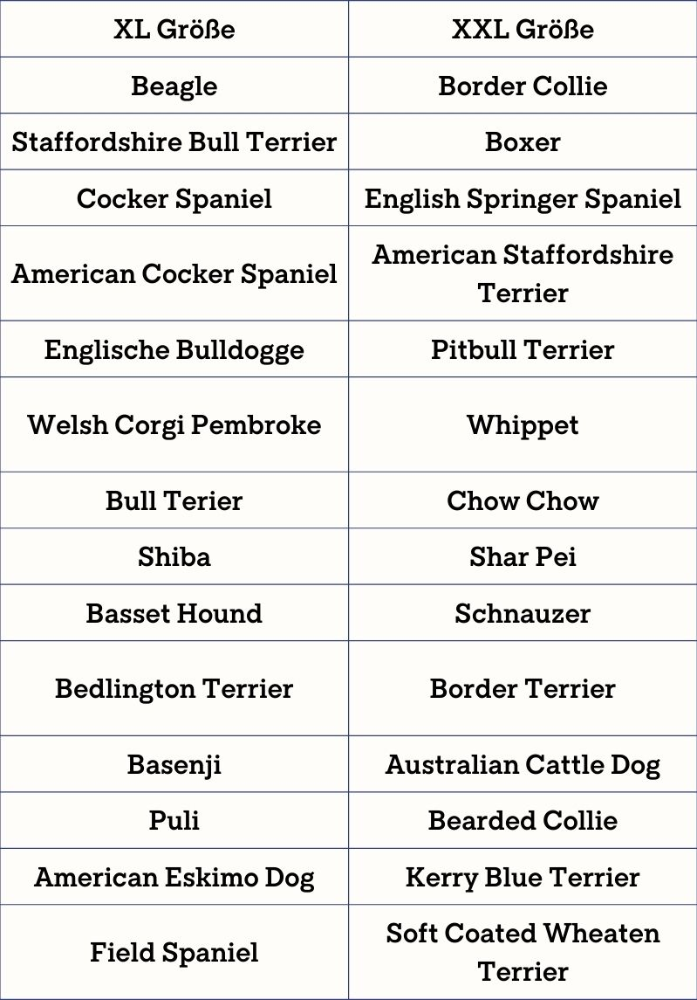 XL Größe XXL Größe
Beagle Border Collie
Staffordshire Bull Terrier Boxer
Cocker Spaniel English Springer Spaniel
American Cocker Spaniel American Staffordshire
Terrier
Englische Bulldogge Pitbull Terrier
Welsh Corgi Pembroke Whippet
Bull Terier Chow Chow
Shiba Shar Pei
Basset Hound Schnauzer
Bedlington Terrier Border Terrier
Basenji Australian Cattle Dog
Puli Bearded Collie
American Eskimo Dog Kerry Blue Terrier
Field Spaniel Soft Coated Wheaten
Terrier